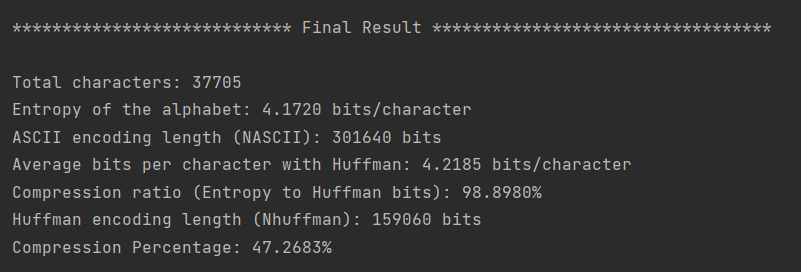 **************************** Final Result **********************************
Total characters: 37705
Entropy of the alphabet: 4.1720 bits/character
ASCII encoding length (NASCII): 301640 bits
Average bits per character with Huffman: 4.2185 bits/character
Compression ratio (Entropy to Huffman bits): 98.8980%
Huffman encoding length (Nhuffman): 159060 bits
Compression Percentage: 47.2683%